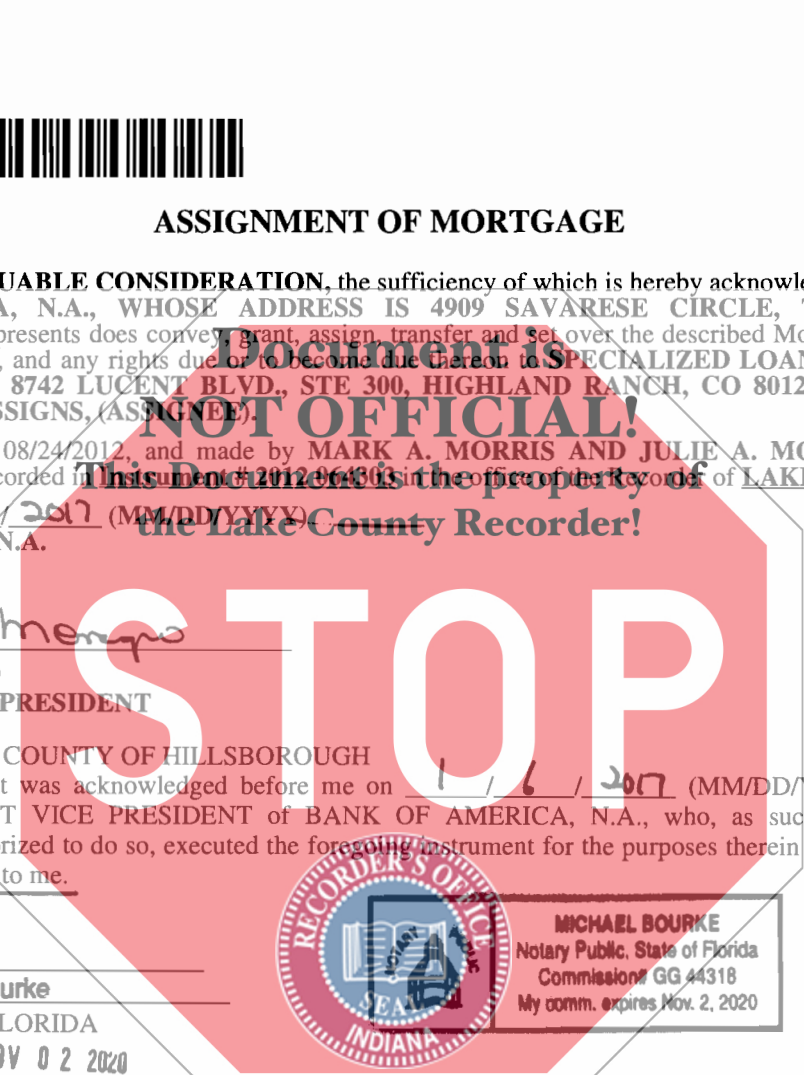 ASSIGNMENT OF MORTGAGE
UABLE CONSIDERATION, the sufficiency of which is hereby acknowle
A, N.A., WHOSE ADDRESS IS 4909 SAVARESE CIRCLE,
presents does convey, grant, assign, transfer and set over the described Mo
Document is
, and any rights due or to become due thereon to SPECIALIZED LOAN
8742 LUCENT BLVD., STE 300, HIGHLAND RANCH, CO 8012
SSIGNS, (ASSIGNEE).
NOT OFFICIAL!
08/24/2012, and made by MARK A. MORRIS AND JULIE A. MO
corded in Instrument # 2012 064303 in the office of the Recorder of LAKE
This Document is the property of
/ 2017 (MM/DD/YYYY).
the Lake County Recorder!
N.A.
STOP
PRESIDENT
COUNTY OF HILLSBOROUGH
t was acknowledged before me on 1 / 6 / 2017 (MM/DD/Y
T VICE PRESIDENT of BANK OF AMERICA, N.A., who, as suc
rized to do so, executed the foregoing instrument for the purposes therein
to me.
RECORDER'S OFFICE
SEAL
INDIANA
NOTARY PUBLIC
MICHAEL BOURKE
Notary Public, State of Florida
Commission# GG 44318
My comm. expires Nov. 2, 2020
urke
LORIDA
OV 02 2020